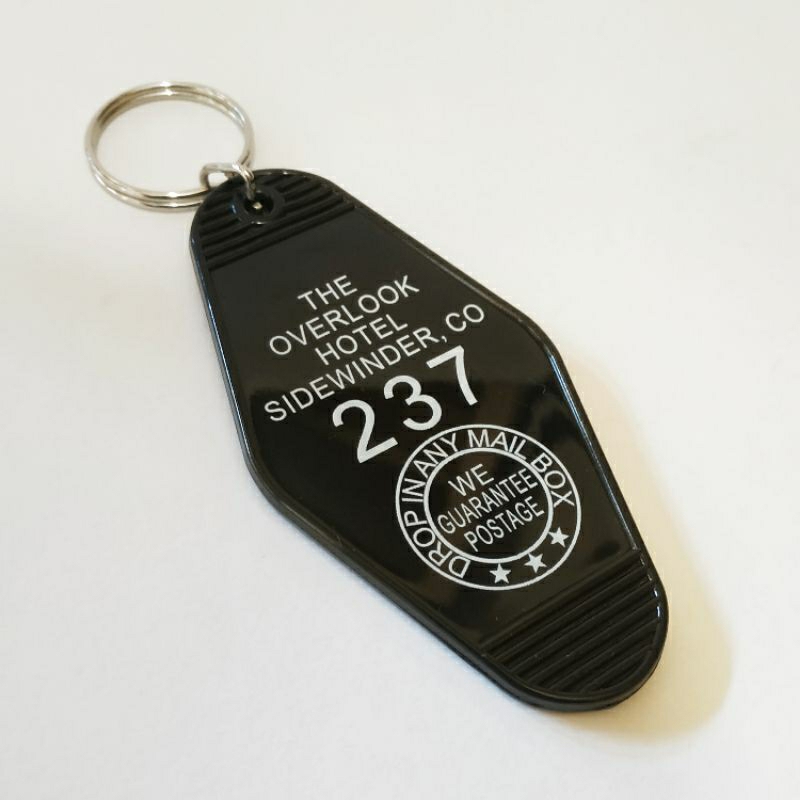 THE
OVERLOOK
HOTEL
SIDEWINDER, CO
237
DROP IN ANY MAIL BOX
WE
GUARANTEE
POSTAGE